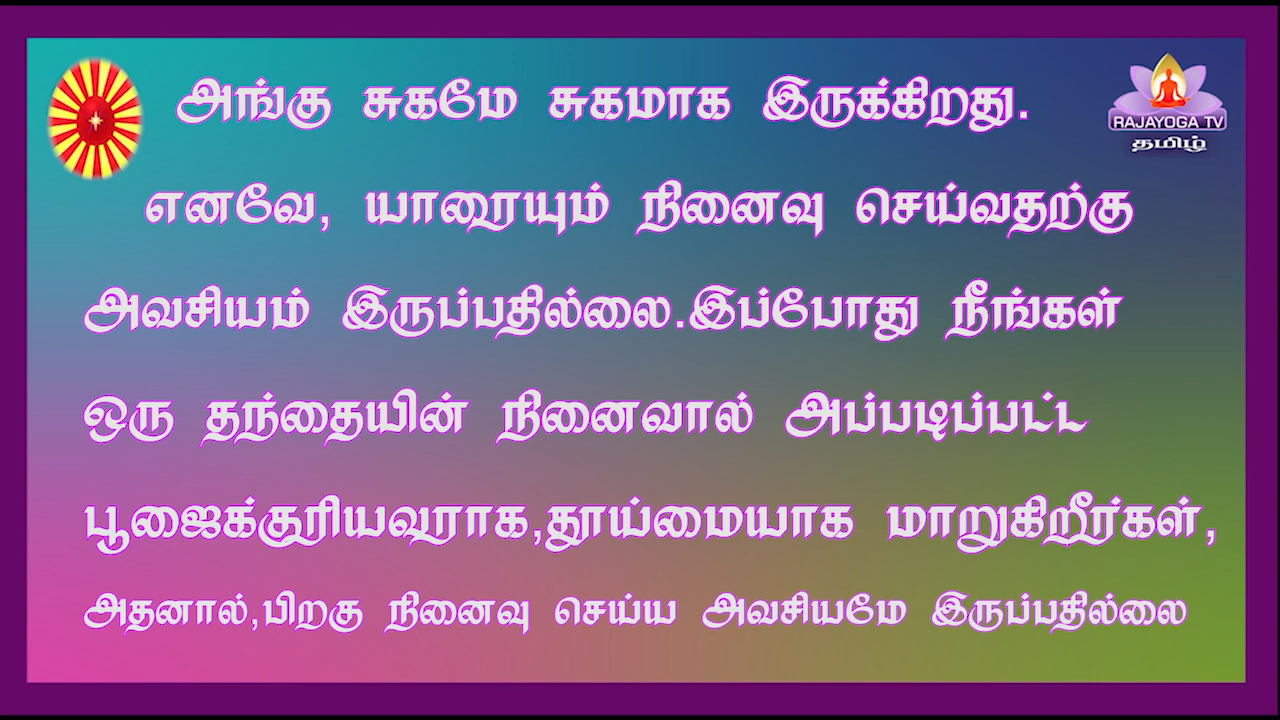 அங்கு சுகமே சுகமாக இருக்கிறது.
RAJAYOGA TV
தமிழ்
எனவே, யாரையும் நினைவு செய்வதற்கு
அவசியம் இருப்பதில்லை.இப்போது நீங்கள்
ஒரு தந்தையின் நினைவால் அப்படிப்பட்ட
பூஜைக்குரியவராக,தூய்மையாக மாறுகிறீர்கள்,
அதனால்,பிறகு நினைவு செய்ய அவசியமே இருப்பதில்லை